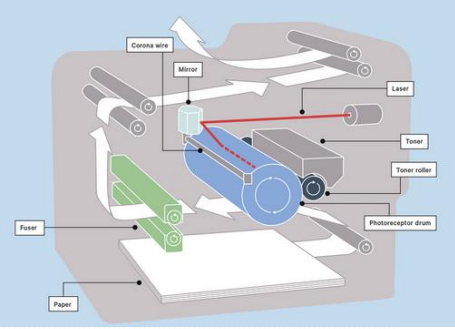 Corona wire
Mirror
Laser
Toner
Toner roller
Photoreceptor drum
Fuser
Paper